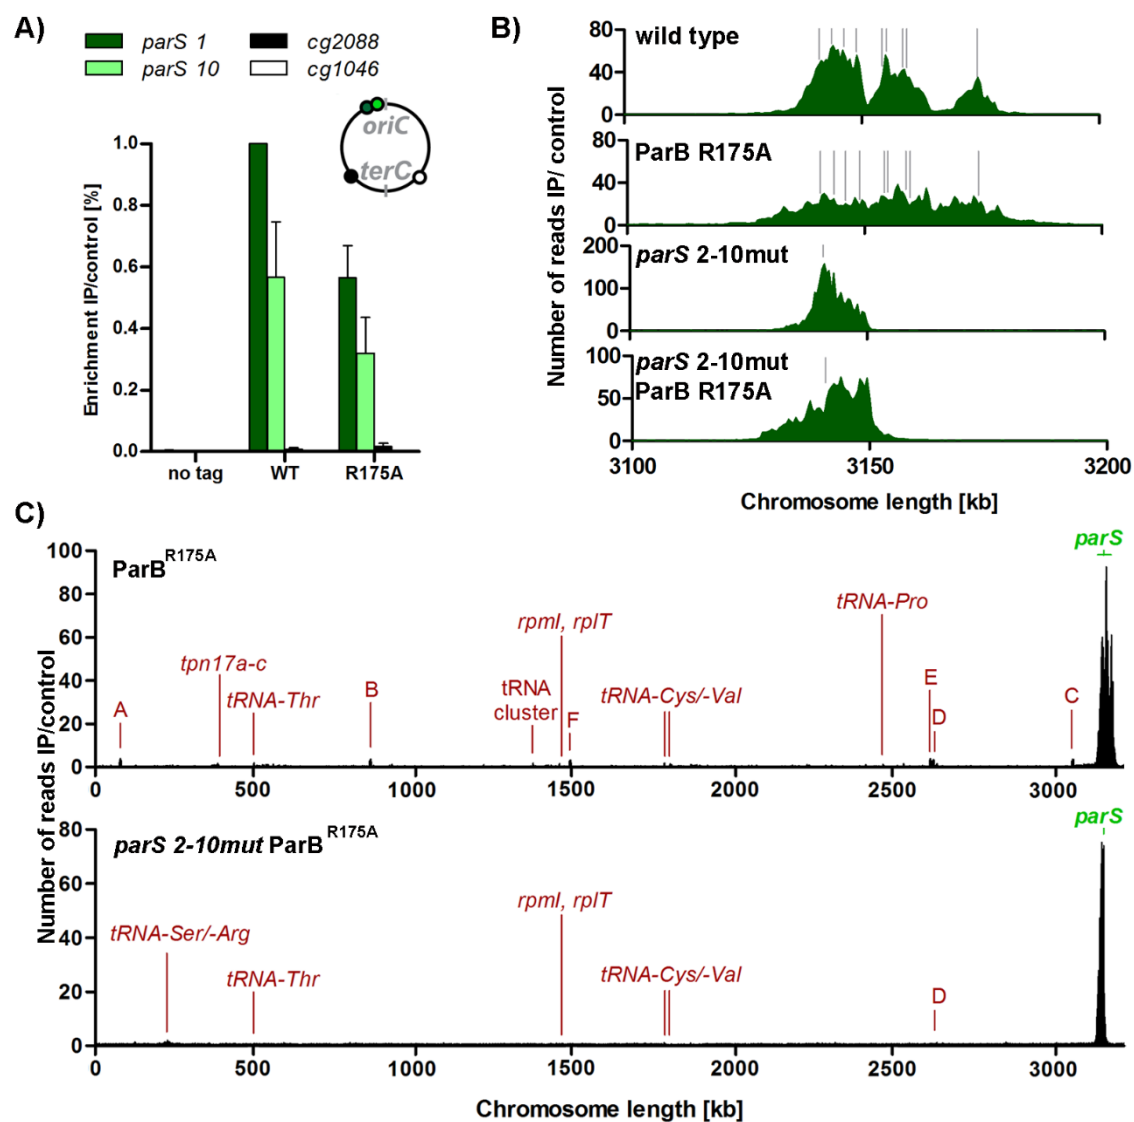 A)
parS 1
cg2088
parS 10
cg1046
oriC
terC
Enrichment IP/control [%]
1.0
0.8
0.6
0.4
0.2
0.0
no tag
WT
R175A
B)
Number of reads IP/ control
80
wild type
40
0
80
ParB R175A
40
0
200
parS 2-10mut
100
0
100
parS 2-10mut
ParB R175A
50
0
3100
3150
3200
Chromosome length [kb]
C)
Number of reads IP/control
parS
100
ParB R175A
80
60
40
20
0
A
tpn17a-c
tRNA-Thr
B
tRNA
cluster
rpmI, rplT
F
tRNA-Cys/-Val
tRNA-Pro
E
D
C
0
500
1000
1500
2000
2500
3000
parS
80
parS 2-10mut ParB R175A
60
40
20
0
tRNA-Ser/-Arg
tRNA-Thr
rpmI, rplT
tRNA-Cys/-Val
D
0
500
1000
1500
2000
2500
3000
Chromosome length [kb]